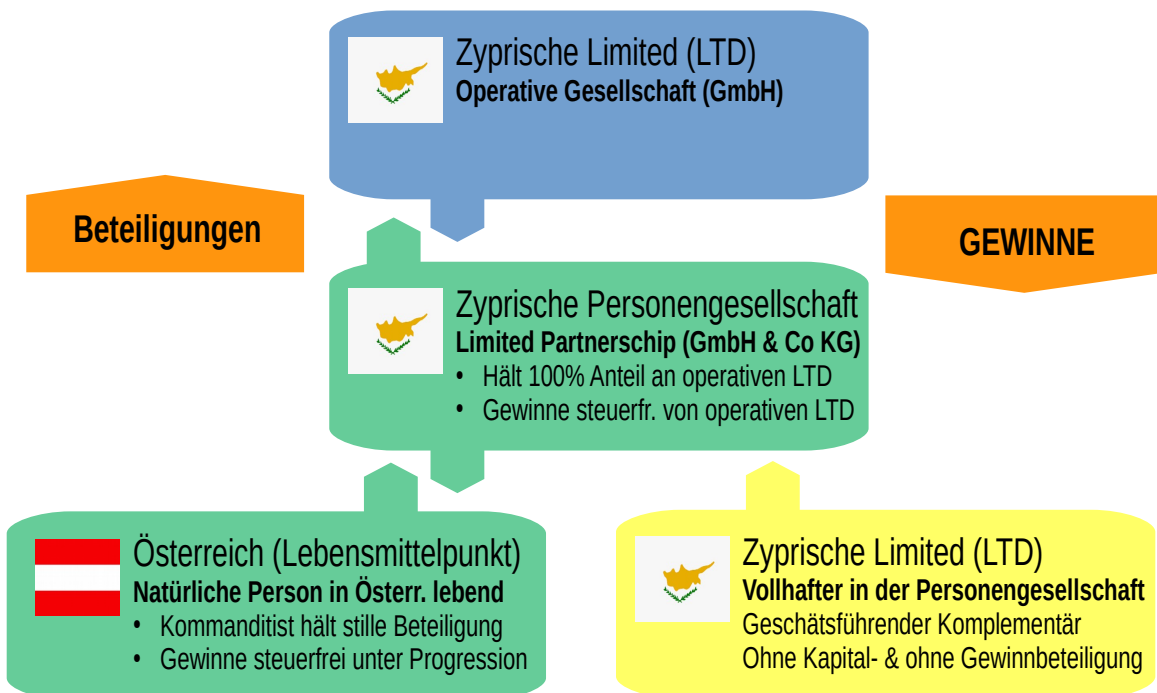 Zyprische Limited (LTD)
Operative Gesellschaft (GmbH)
Beteiligungen
GEWINNE
Zyprische Personengesellschaft
Limited Partnerschip (GmbH & Co KG)
• Hält 100% Anteil an operativen LTD
• Gewinne steuerfr. von operativen LTD
Österreich (Lebensmittelpunkt)
Natürliche Person in Österr. lebend
• Kommanditist hält stille Beteiligung
• Gewinne steuerfrei unter Progression
Zyprische Limited (LTD)
Vollhafter in der Personengesellschaft
Geschätsführender Komplementär
Ohne Kapital- & ohne Gewinnbeteiligung